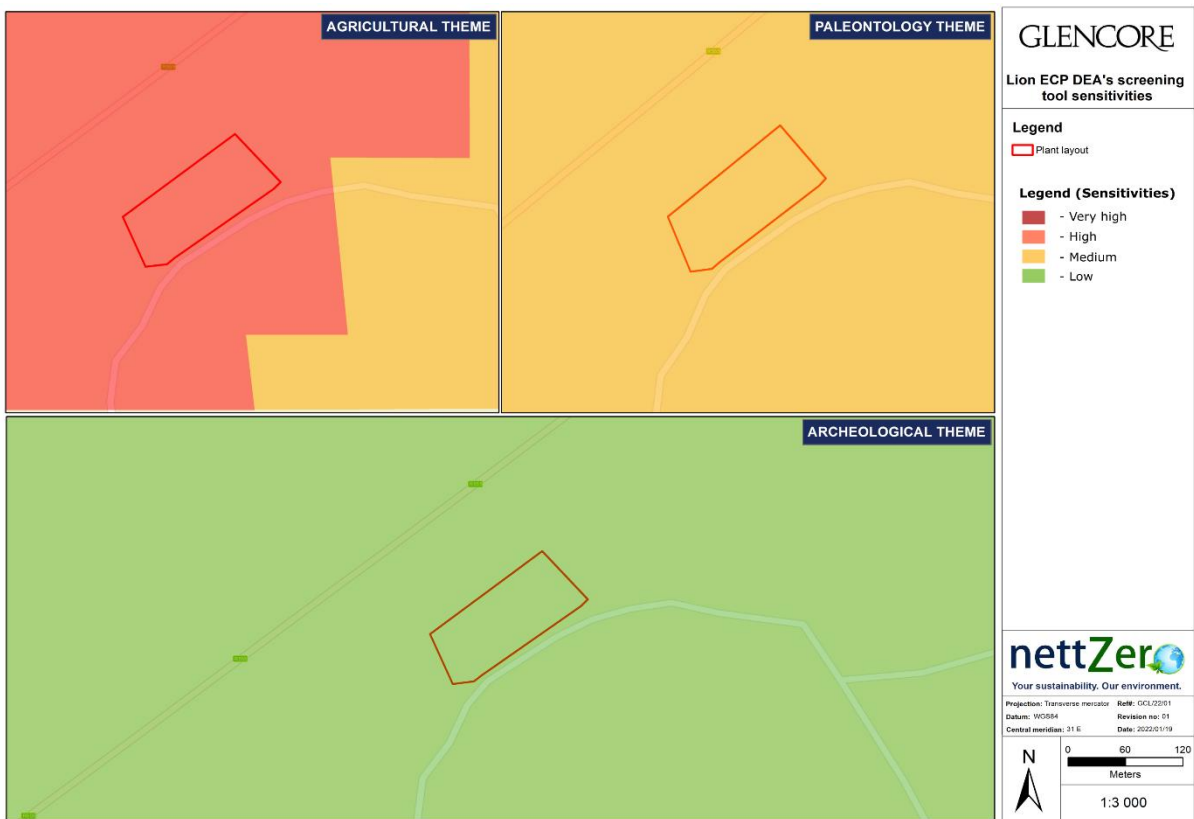 AGRICULTURAL THEME
PALEONTOLOGY THEME
ARCHEOLOGICAL THEME
GLENCORE
Lion ECP DEA's screening
tool sensitivities
Legend
Plant layout
Legend (Sensitivities)
- Very high
- High
- Medium
- Low
nettZero
Your sustainability. Our environment.
Projection: Transverse mercator Ref#: GCL/22/01
Datum: WGS84 Revision no: 01
Central meridian: 31 E Date: 2022/01/19
N
0 60 120
Meters
1:3 000